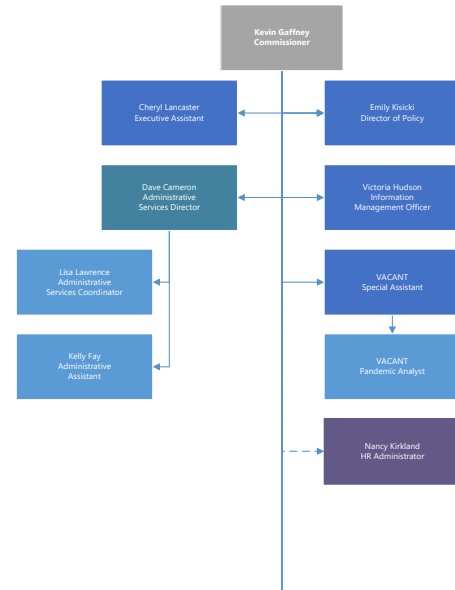 Kevin Gaffney
Commissioner
Cheryl Lancaster
Executive Assistant
Emily Kisicki
Director of Policy
Dave Cameron
Administrative
Services Director
Victoria Hudson
Information
Management Officer
Lisa Lawrence
Administrative
Services Coordinator
VACANT
Special Assistant
Kelly Fay
Administrative
Assistant
VACANT
Pandemic Analyst
Nancy Kirkland
HR Administrator